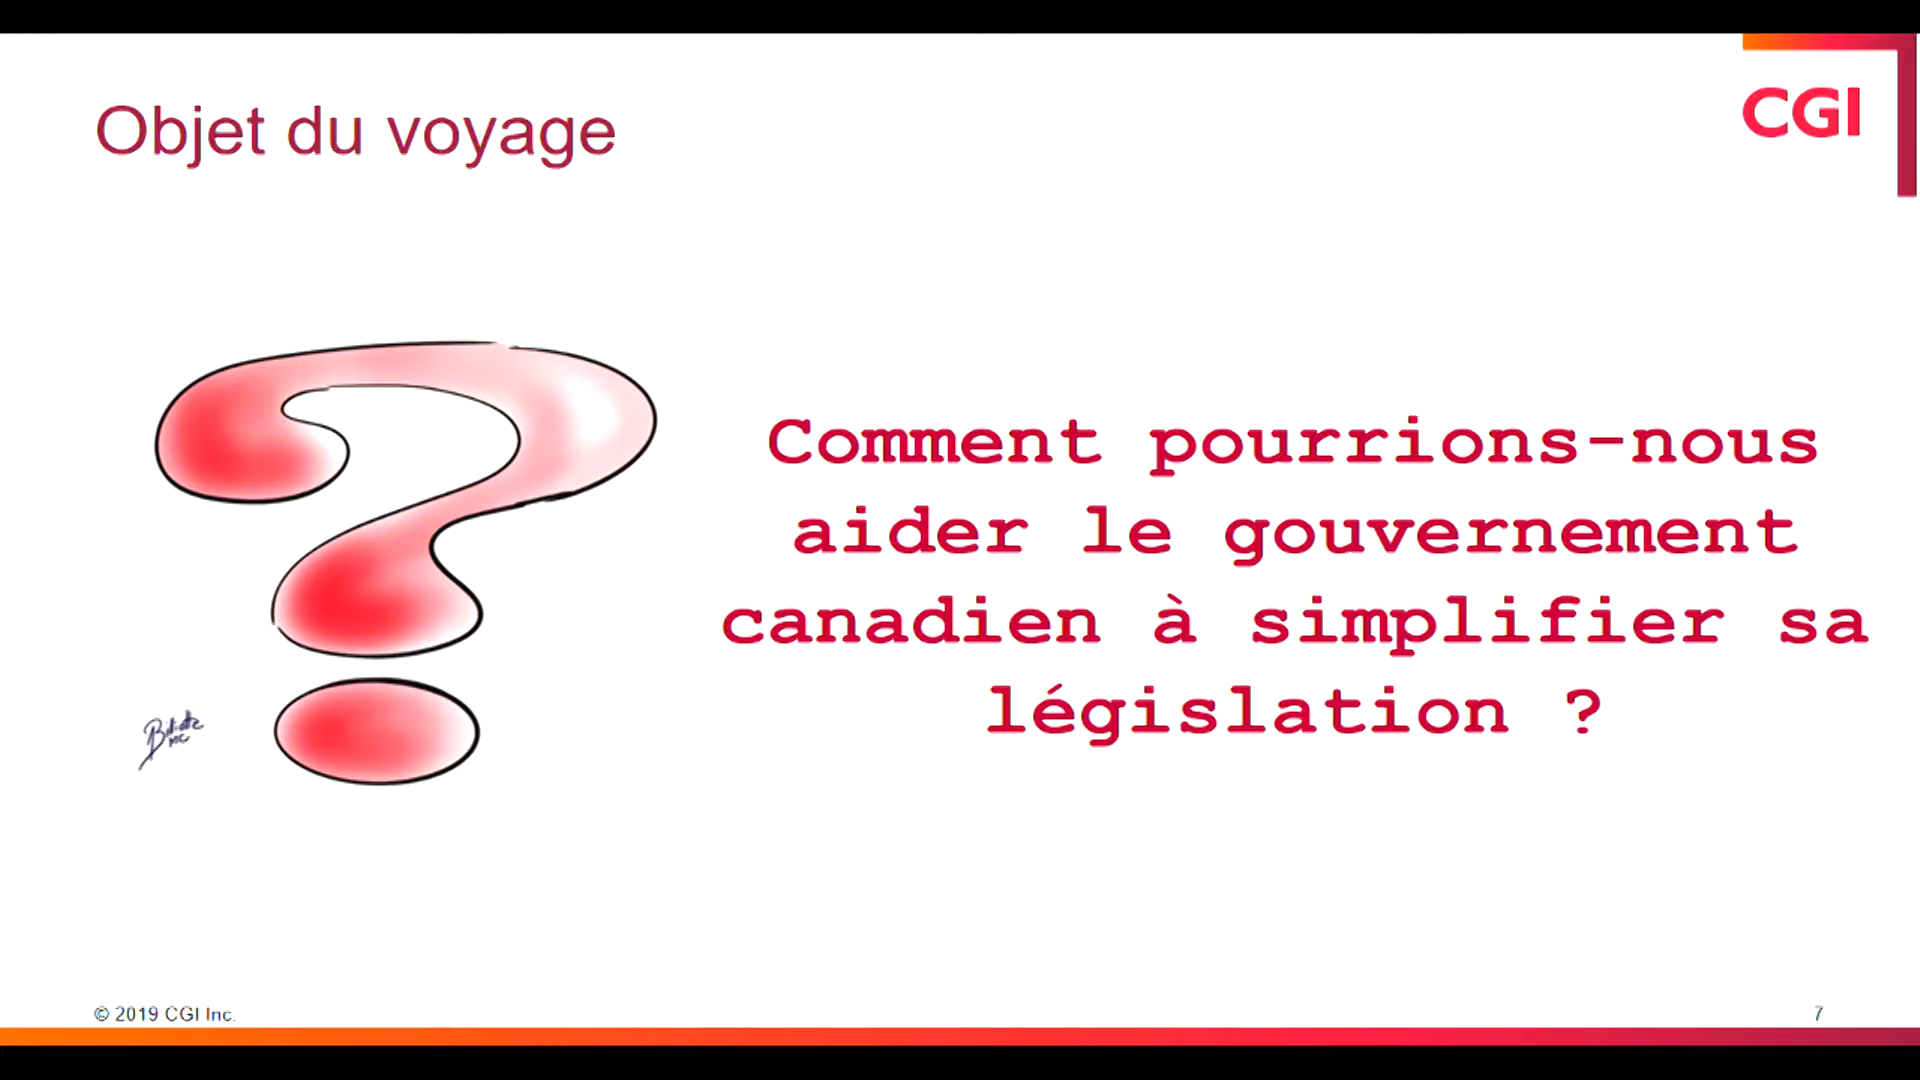 Objet du voyage
CGI
Comment pourrions-nous
aider le gouvernement
canadien à simplifier sa
législation ?
© 2019 CGI Inc.
7